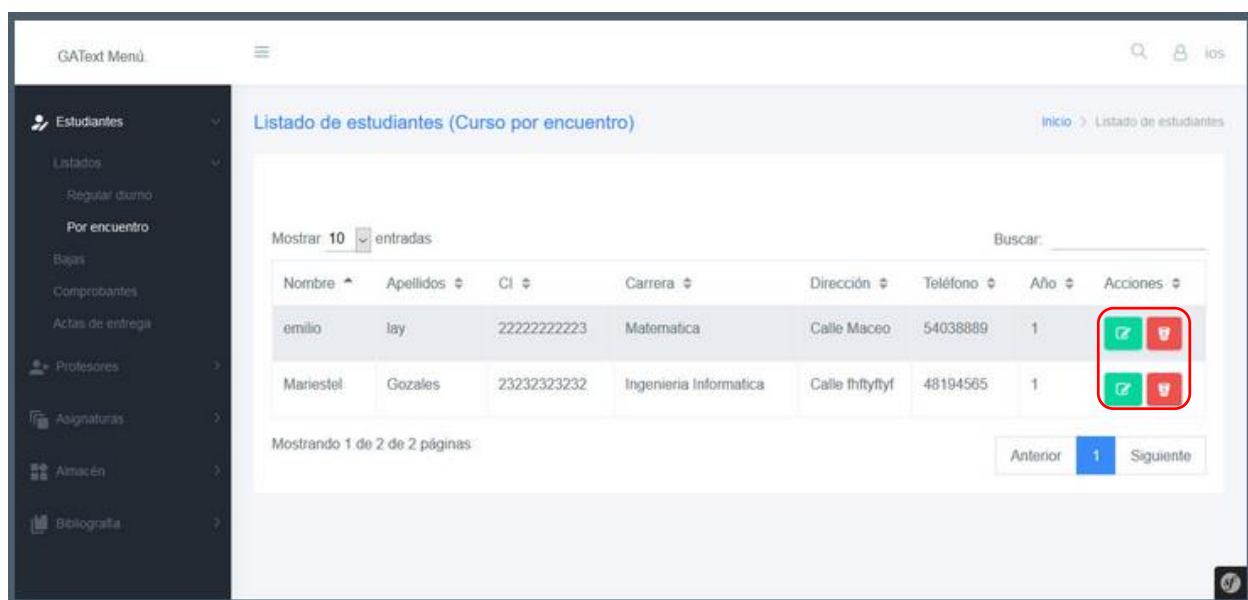 GAText Menú
ios
Estudiantes
Listados
Regular diurno
Por encuentro
Bajas
Comprobantes
Actas de entrega
Profesores
Asignaturas
Almacén
Bibliografía
Listado de estudiantes (Curso por encuentro)
Inicio > Listado de estudiantes
Mostrar 10 entradas
Buscar:
Nombre Apellidos CI Carrera Dirección Teléfono Año Acciones
emilio lay 22222222223 Matematica Calle Maceo 54038889 1
Mariestel Gozales 23232323232 Ingenieria Informatica Calle fhftyftyf 48194565 1
Mostrando 1 de 2 de 2 páginas
Anterior 1 Siguiente
sf